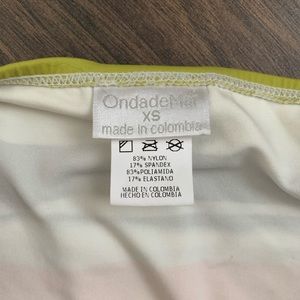 OndadeMar
XS
made in colombia
83% NYLON
17% SPANDEX
83% POLIAMIDA
17% ELASTANO
MADE IN COLOMBIA
HECHO EN COLOMBIA